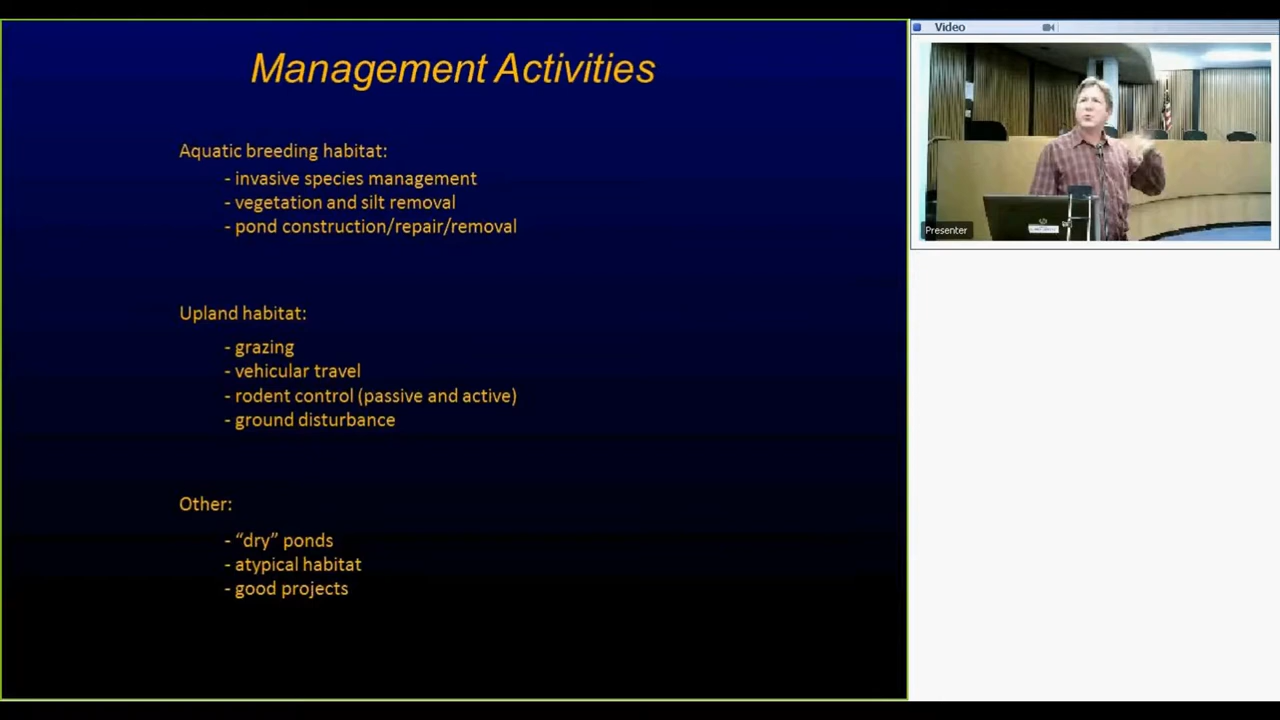 Management Activities
Video
Aquatic breeding habitat:
- invasive species management
- vegetation and silt removal
- pond construction/repair/removal
Presenter
Upland habitat:
- grazing
- vehicular travel
- rodent control (passive and active)
- ground disturbance
Other:
- “dry” ponds
- atypical habitat
- good projects